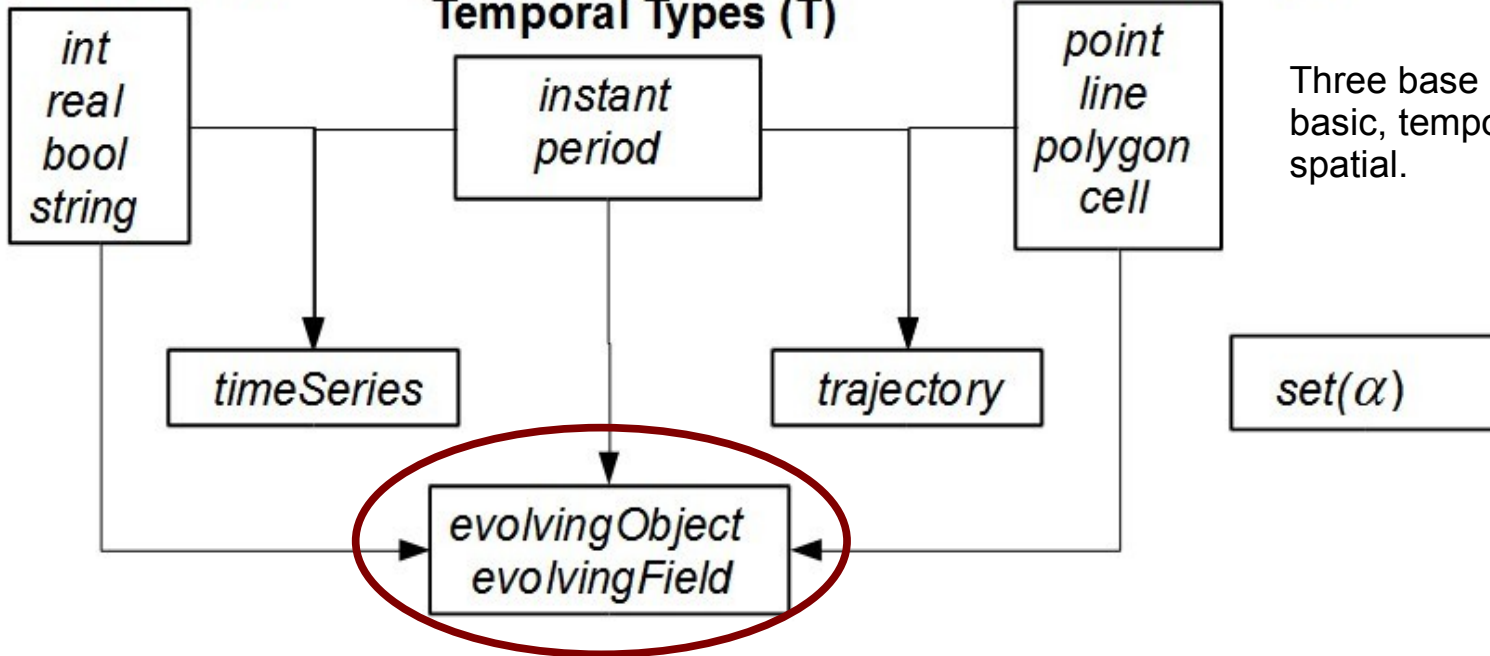 Temporal Types (T)
int
real
bool
string
instant
period
point
line
polygon
cell
Three base
basic,
spatial.
timeSeries
trajectory
set(α)
evolvingObject
evolvingField